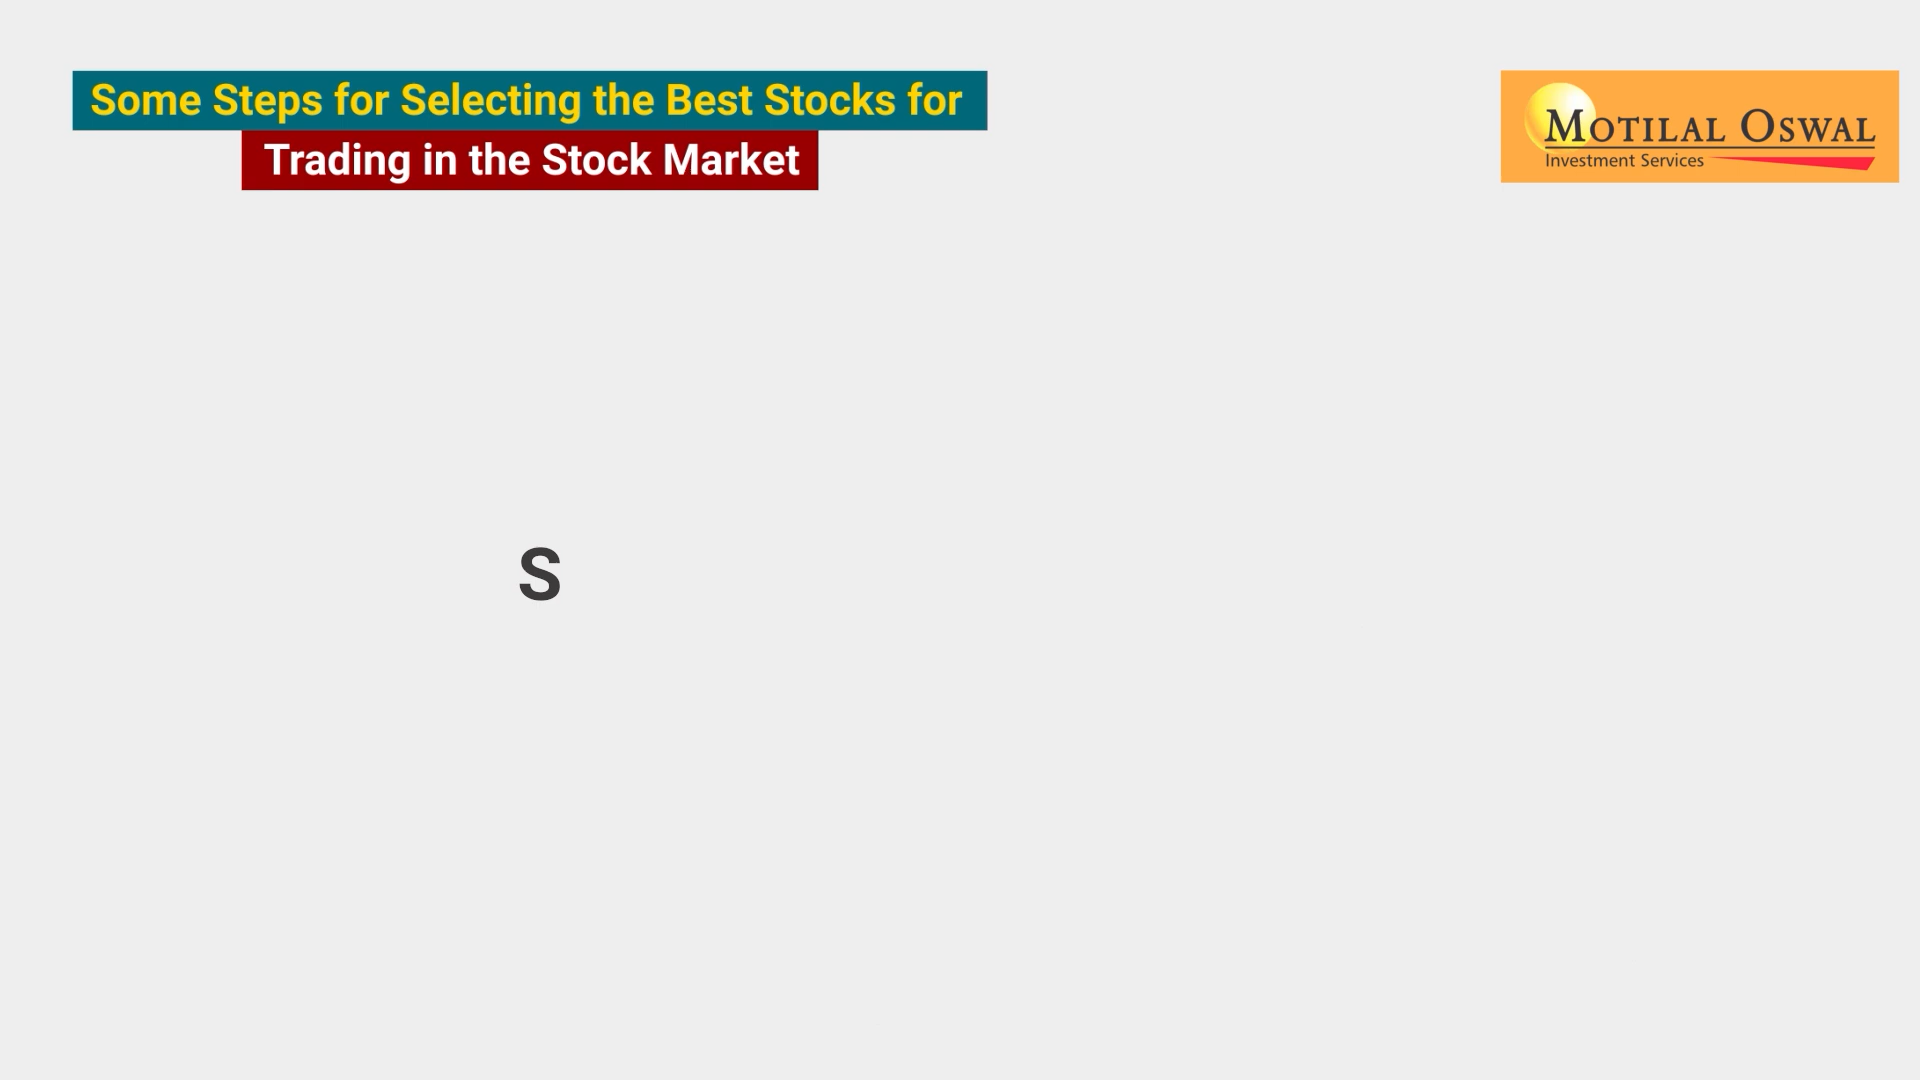 Some Steps for Selecting the Best Stocks for
Trading in the Stock Market
MOTILAL OSWAL
Investment Services
S